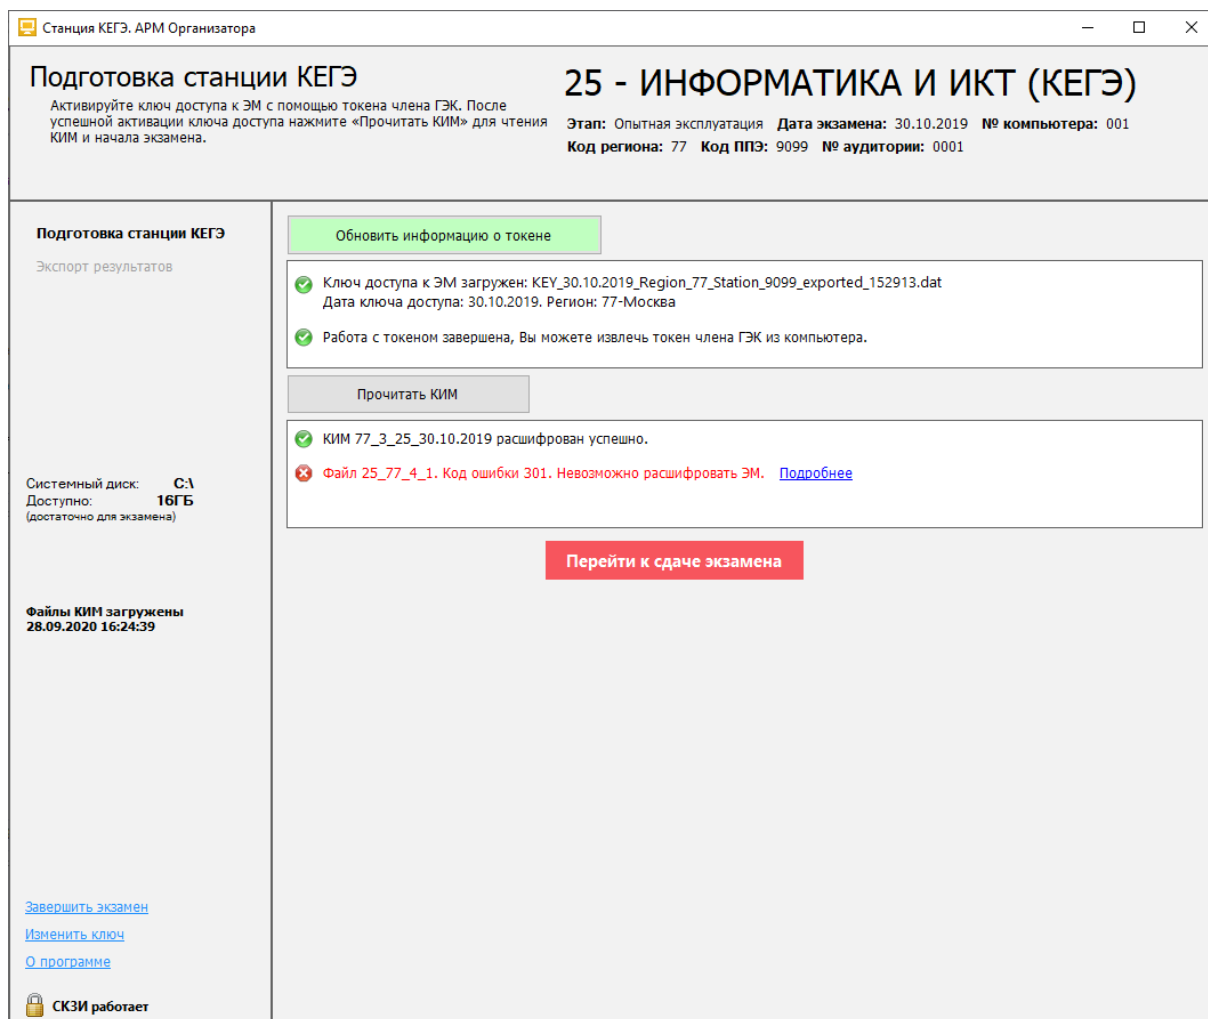 Станция КЕГЭ. АРМ Организатора
Подготовка станции КЕГЭ
Активируйте ключ доступа к ЭМ с помощью токена члена ГЭК. После
успешной активации ключа доступа нажмите «Прочитать КИМ» для чтения
КИМ и начала экзамена.
25 - ИНФОРМАТИКА И ИКТ (КЕГЭ)
Этап: Опытная эксплуатация Дата экзамена: 30.10.2019 № компьютера: 001
Код региона: 77 Код ППЭ: 9099 № аудитории: 0001
Подготовка станции КЕГЭ
Экспорт результатов
Системный диск: C:\
Доступно: 16ГБ
(достаточно для экзамена)
Файлы КИМ загружены
28.09.2020 16:24:39
Завершить экзамен
Изменить ключ
О программе
СКЗИ работает
Обновить информацию о токене
Ключ доступа к ЭМ загружен: KEY_30.10.2019_Region_77_Station_9099_exported_152913.dat
Дата ключа доступа: 30.10.2019. Регион: 77-Москва
Работа с токеном завершена, Вы можете извлечь токен члена ГЭК из компьютера.
Прочитать КИМ
КИМ 77_3_25_30.10.2019 расшифрован успешно.
Файл 25_77_4_1. Код ошибки 301. Невозможно расшифровать ЭМ. Подробнее
Перейти к сдаче экзамена